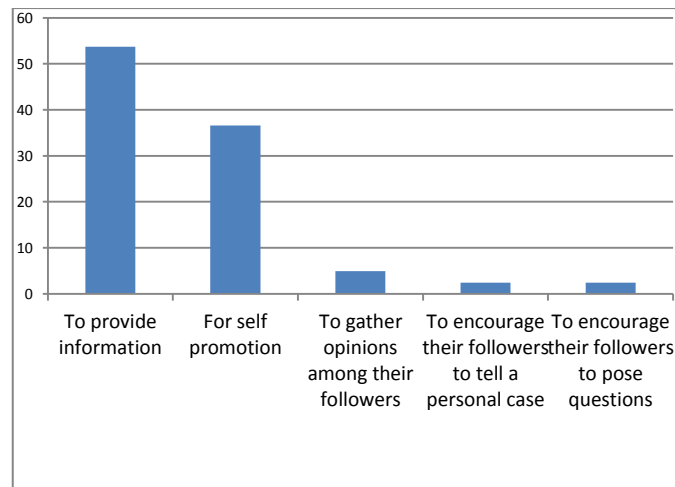 60
50
40
30
20
10
0
To provide
information
For self
promotion
To gather
opinions
among their
followers
To encourage
their followers
to tell a
personal case
To encourage
their followers
to pose
questions